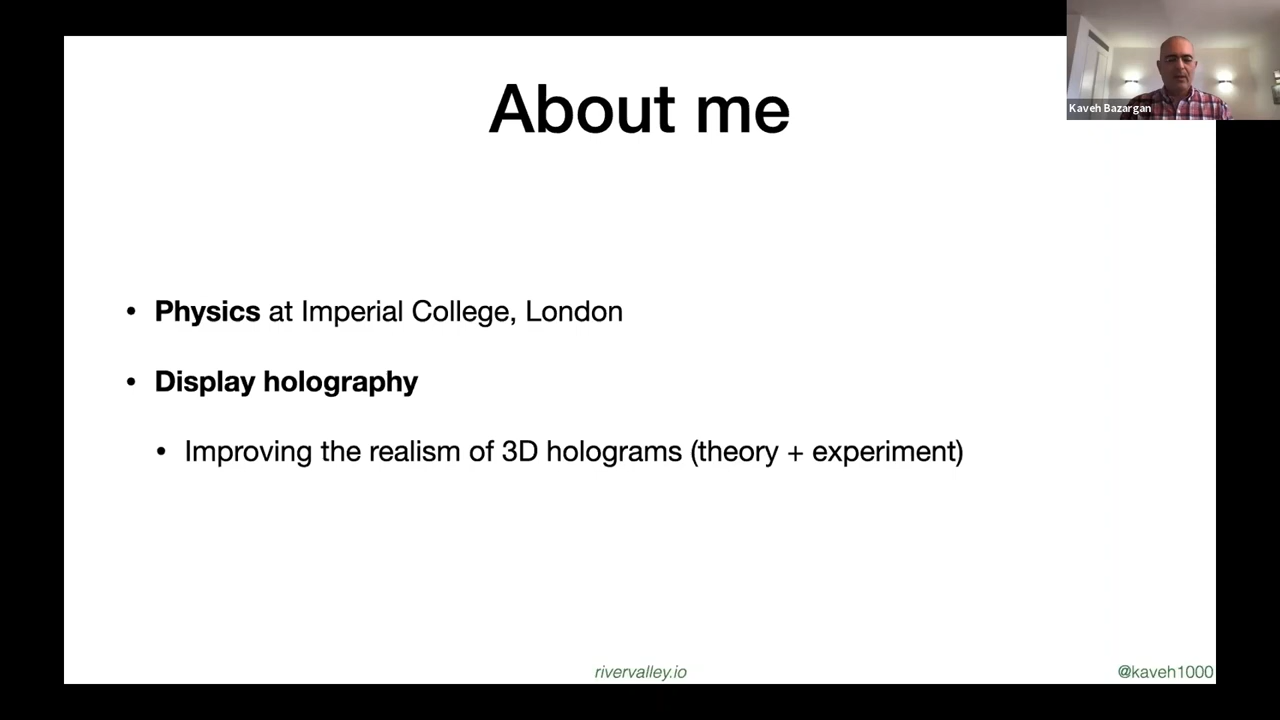 About me
Kaveh Bazargan
• Physics at Imperial College, London
• Display holography
• Improving the realism of 3D holograms (theory + experiment)
rivervalley.io
@kaveh1000